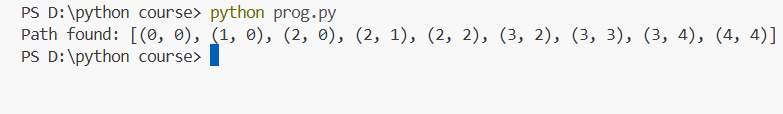 PS D:\python course> python prog.py
Path found: [(0, 0), (1, 0), (2, 0), (2, 1), (2, 2), (3, 2), (3, 3), (3, 4), (4, 4)]
PS D:\python course>